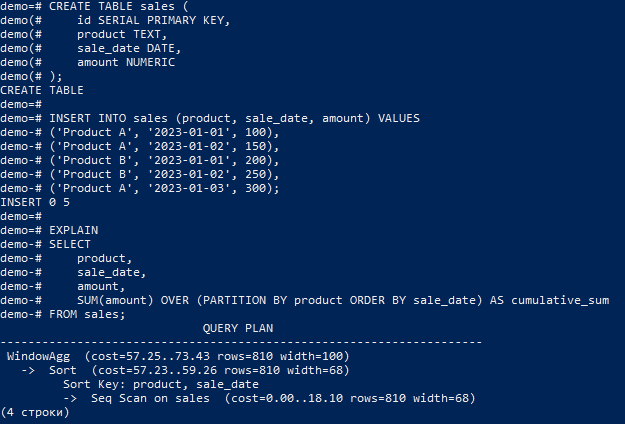 demo=# CREATE TABLE sales (
demo(#     id SERIAL PRIMARY KEY,
demo(#     product TEXT,
demo(#     sale_date DATE,
demo(#     amount NUMERIC
demo(# );
CREATE TABLE
demo=#
demo=# INSERT INTO sales (product, sale_date, amount) VALUES
demo-# ('Product A', '2023-01-01', 100),
demo-# ('Product A', '2023-01-02', 150),
demo-# ('Product B', '2023-01-01', 200),
demo-# ('Product B', '2023-01-02', 250),
demo-# ('Product A', '2023-01-03', 300);
INSERT 0 5
demo=#
demo=# EXPLAIN
demo-# SELECT
demo-#     product,
demo-#     sale_date,
demo-#     amount,
demo-#     SUM(amount) OVER (PARTITION BY product ORDER BY sale_date) AS cumulative_sum
demo-# FROM sales;
                             QUERY PLAN
---------------------------------------------------------------------
 WindowAgg  (cost=57.25..73.43 rows=810 width=100)
   ->  Sort  (cost=57.23..59.26 rows=810 width=68)
         Sort Key: product, sale_date
         ->  Seq Scan on sales  (cost=0.00..18.10 rows=810 width=68)
(4 строки)